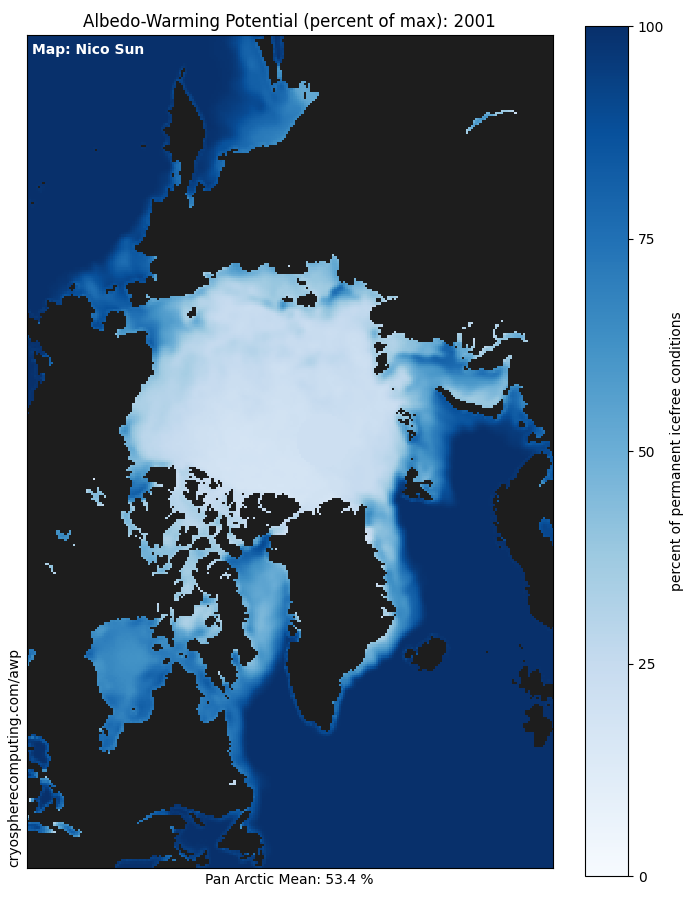 Albedo-Warming Potential (percent of max): 2001
Map: Nico Sun
100
75
50
25
0
percent of permanent icefree conditions
cryospherecomputing.com/awp
Pan Arctic Mean: 53.4 %